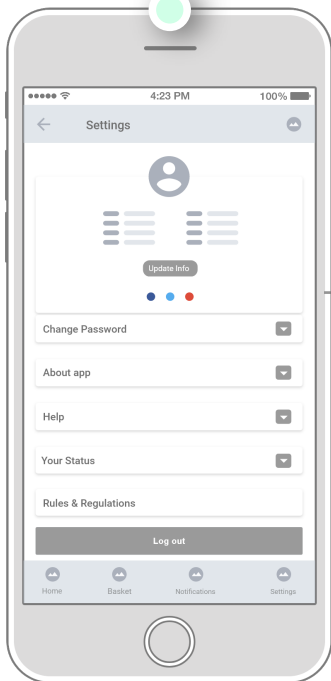 4:23 PM 100%
Settings
Update Info
Change Password
About app
Help
Your Status
Rules & Regulations
Log out
Home Basket Notifications Settings